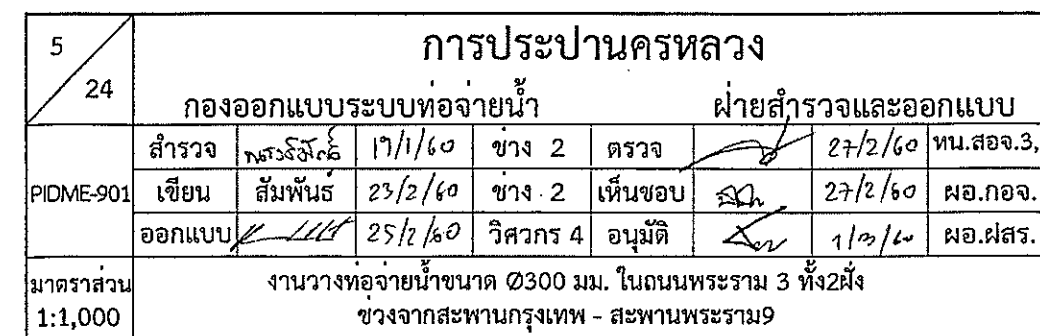 5/24
การประปานครหลวง
กองออกแบบระบบท่อจ่ายน้ำ ฝ่ายสำรวจและออกแบบ
สำรวจ 19/1/60 ช่าง 2 ตรวจ 27/2/60 หน.สอจ.3,
PIDME-901 เขียน สัมพันธ์ 23/2/60 ช่าง 2 เห็นชอบ 27/2/60 ผอ.กอจ.
ออกแบบ 25/2/60 วิศวกร 4 อนุมัติ 1/3/60 ผอ.ฝสร.
มาตราส่วน งานวางท่อจ่ายน้ำขนาด Ø300 มม. ในถนนพระราม 3 ทั้ง2ฝั่ง
1:1,000 ช่วงจากสะพานกรุงเทพ - สะพานพระราม9